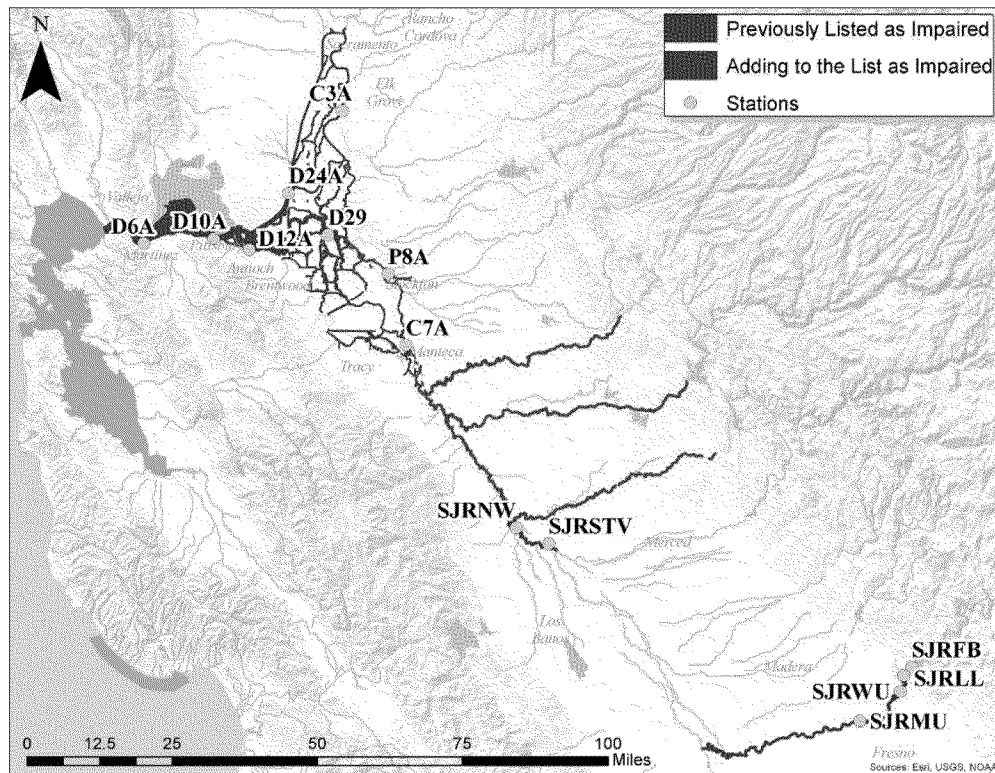 N
Previously Listed as Impaired
Adding to the List as Impaired
Stations
Rancho
Cordova
Sacramento
Elk
Grove
C3A
D24A
Vallejo
D6A
D10A
D29
D12A
Martinez
Antioch
Brentwood
P8A
Stockton
C7A
Manteca
Tracy
SJRNW
SJRSTV
Merced
Los
Banos
Madera
SJRFB
SJRLL
SJRWU
SJRMU
Fresno
0 12.5 25 50 75 100
Miles
Sources: Esri, USGS, NOAA